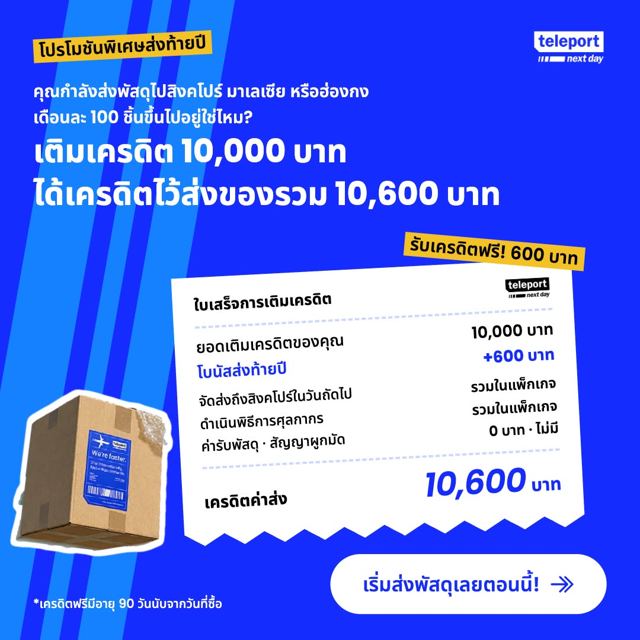 โปรโมชันพิเศษส่งท้ายปี
teleport
next day
คุณกำลังส่งพัสดุไปสิงคโปร์ มาเลเซีย หรือฮ่องกง
เดือนละ 100 ชิ้นขึ้นไปอยู่ใช่ไหม?
เติมเครดิต 10,000 บาท
ได้เครดิตไว้ส่งของรวม 10,600 บาท
รับเครดิตฟรี! 600 บาท
ใบเสร็จการเติมเครดิต
teleport
next day
ยอดเติมเครดิตของคุณ 10,000 บาท
โบนัสส่งท้ายปี +600 บาท
จัดส่งถึงสิงคโปร์ในวันถัดไป รวมในแพ็กเกจ
ดำเนินพิธีการศุลกากร รวมในแพ็กเกจ
ค่ารับพัสดุ · สัญญาผูกมัด 0 บาท · ไม่มี
เครดิตค่าส่ง 10,600 บาท
teleport
We're faster.
เริ่มส่งพัสดุเลยตอนนี้!
*เครดิตฟรีมีอายุ 90 วันนับจากวันที่ซื้อ